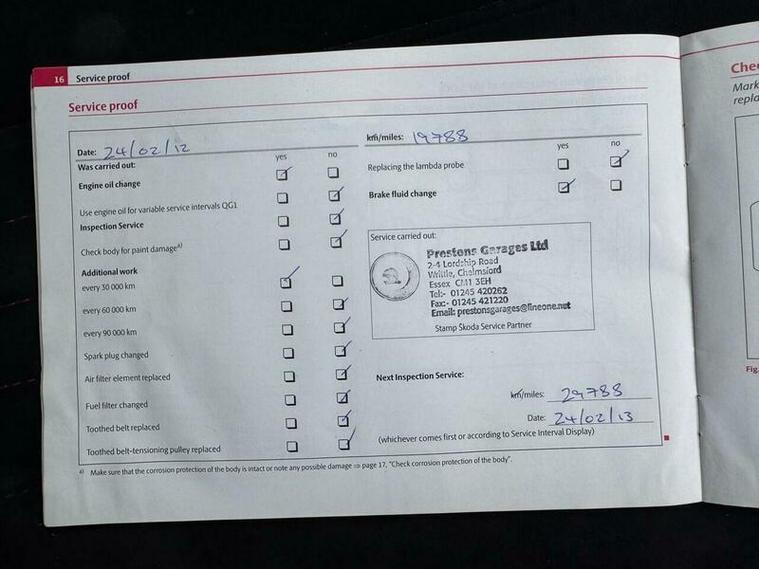 16 Service proof
Service proof
Date: 24/02/12
km/miles: 19788
Was carried out:
yes no
Engine oil change
Use engine oil for variable service intervals QG1
Inspection Service
Check body for paint damage a)
Additional work
every 30 000 km
every 60 000 km
every 90 000 km
Spark plug changed
Air filter element replaced
Fuel filter changed
Toothed belt replaced
Toothed belt-tensioning pulley replaced
yes no
Replacing the lambda probe
Brake fluid change
Service carried out:
Prestons Garages Ltd
2-4 Lordship Road
Writtle, Chelmsford
Essex CM1 3EH
Tel:- 01245 420262
Fax:- 01245 421220
Email: prestonsgarages@fineone.net
Stamp Škoda Service Partner
Next Inspection Service:
km/miles: 29788
Date: 24/02/13
(whichever comes first or according to Service Interval Display)
a) Make sure that the corrosion protection of the body is intact or note any possible damage ⇒ page 17, "Check corrosion protection of the body".
Mark
Fig.